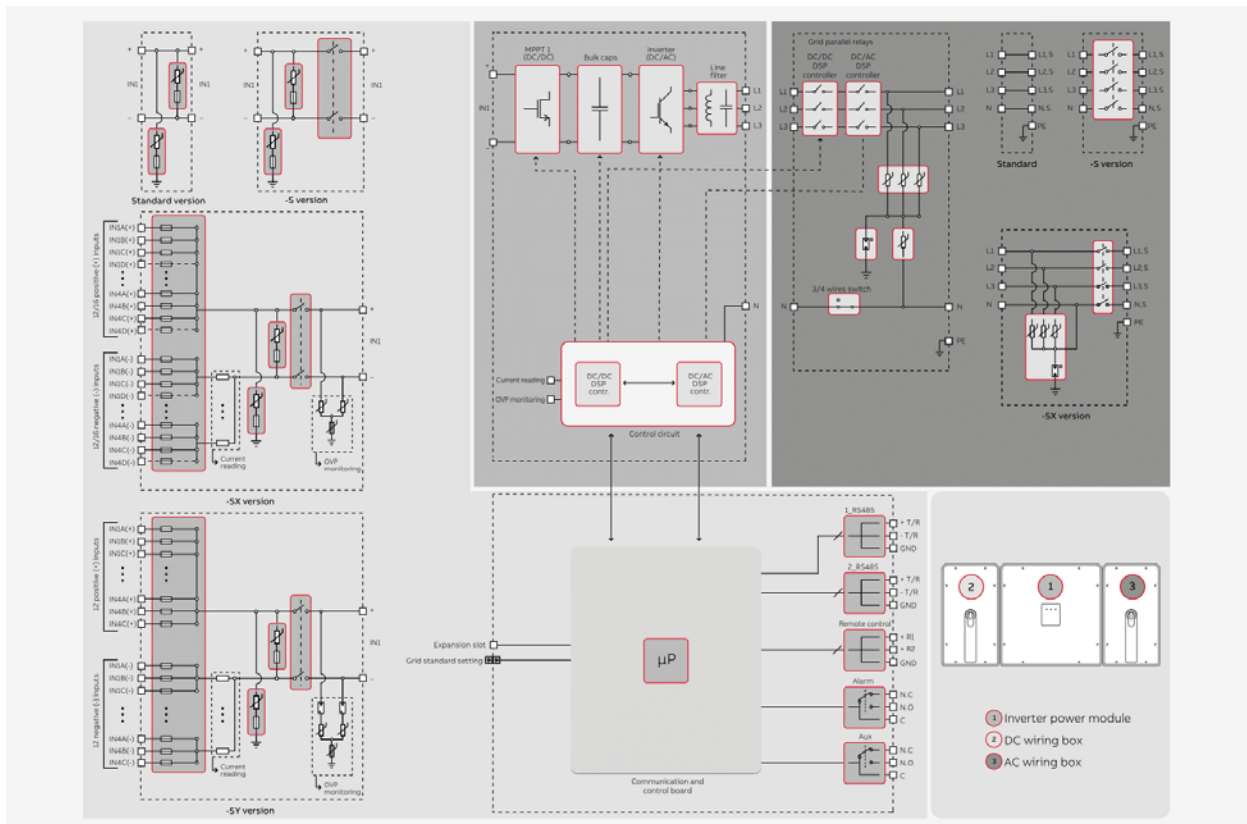 +
+
IN1
IN1
−
−
Standard version
+
+
IN1
IN1
−
−
-S version
12/16 positive (+) inputs
IN1A(+)
IN1B(+)
IN1C(+)
IN1D(+)
IN4A(+)
IN4B(+)
IN4C(+)
IN4D(+)
12/16 negative (-) inputs
IN1A(-)
IN1B(-)
IN1C(-)
IN1D(-)
IN4A(-)
IN4B(-)
IN4C(-)
IN4D(-)
+
IN1
−
Current
reading
OVP
monitoring
-SX version
12 positive (+) inputs
IN1A(+)
IN1B(+)
IN1C(+)
IN4A(+)
IN4B(+)
IN4C(+)
12 negative (-) inputs
IN1A(-)
IN1B(-)
IN1C(-)
IN4A(-)
IN4B(-)
IN4C(-)
+
IN1
−
Current
reading
OVP
monitoring
-SY version
MPPT 1
(DC/DC)
Bulk caps
Inverter
(DC/AC)
Line
filter
+
IN1
−
L1
L2
L3
N
Current reading
OVP monitoring
DC/DC
DSP
contr.
DC/AC
DSP
contr.
Control circuit
Grid parallel relays
DC/DC
DSP
controller
DC/AC
DSP
controller
L1
L2
L3
L1
L2
L3
3/4 wires switch
N
N
PE
L1
L2
L3
N
L1,S
L2,S
L3,S
N,S
PE
Standard
L1
L2
L3
N
L1,S
L2,S
L3,S
N,S
PE
-S version
L1
L2
L3
N
L1,S
L2,S
L3,S
N,S
PE
-SX version
Expansion slot
Grid standard setting
µP
Communication and
control board
1_RS485
+ T/R
- T/R
GND
2_RS485
+ T/R
- T/R
GND
Remote control
+ R1
+ R2
GND
Alarm
N.C
N.O
C
Aux
N.C
N.O
C
2
1
3
1 Inverter power module
2 DC wiring box
3 AC wiring box